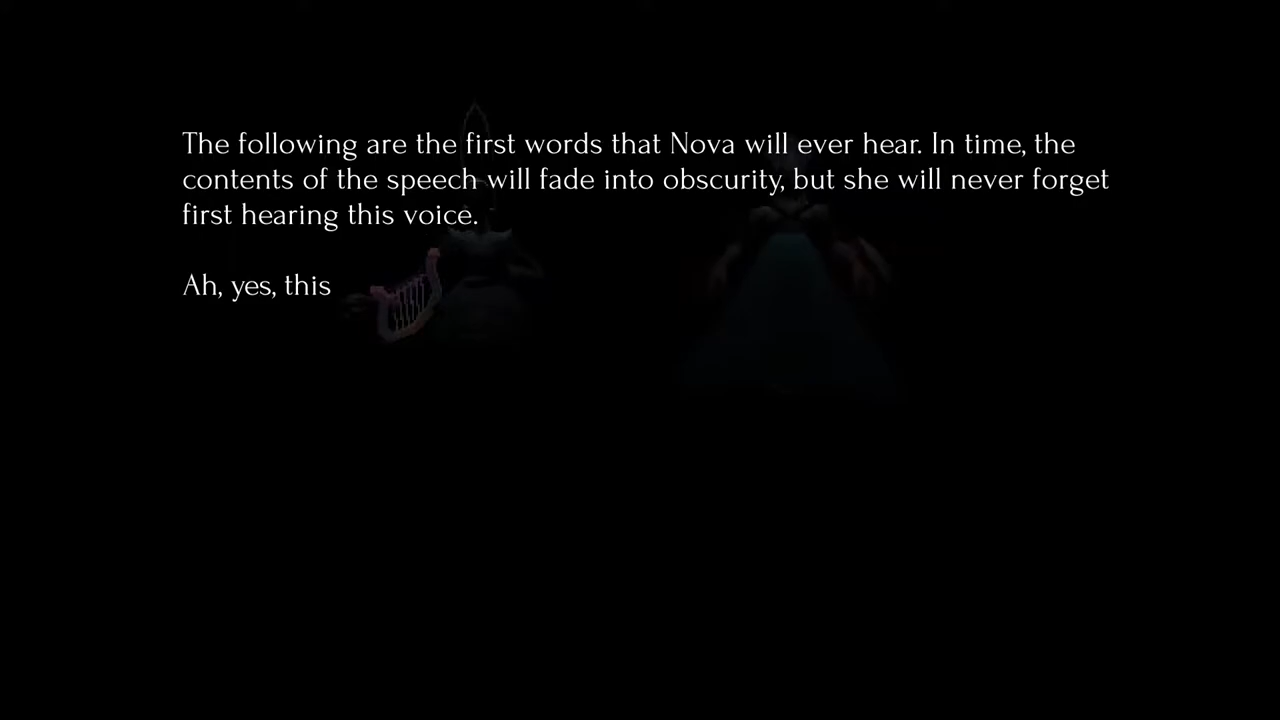 The following are the first words that Nova will ever hear. In time, the
contents of the speech will fade into obscurity, but she will never forget
first hearing this voice.
Ah, yes, this